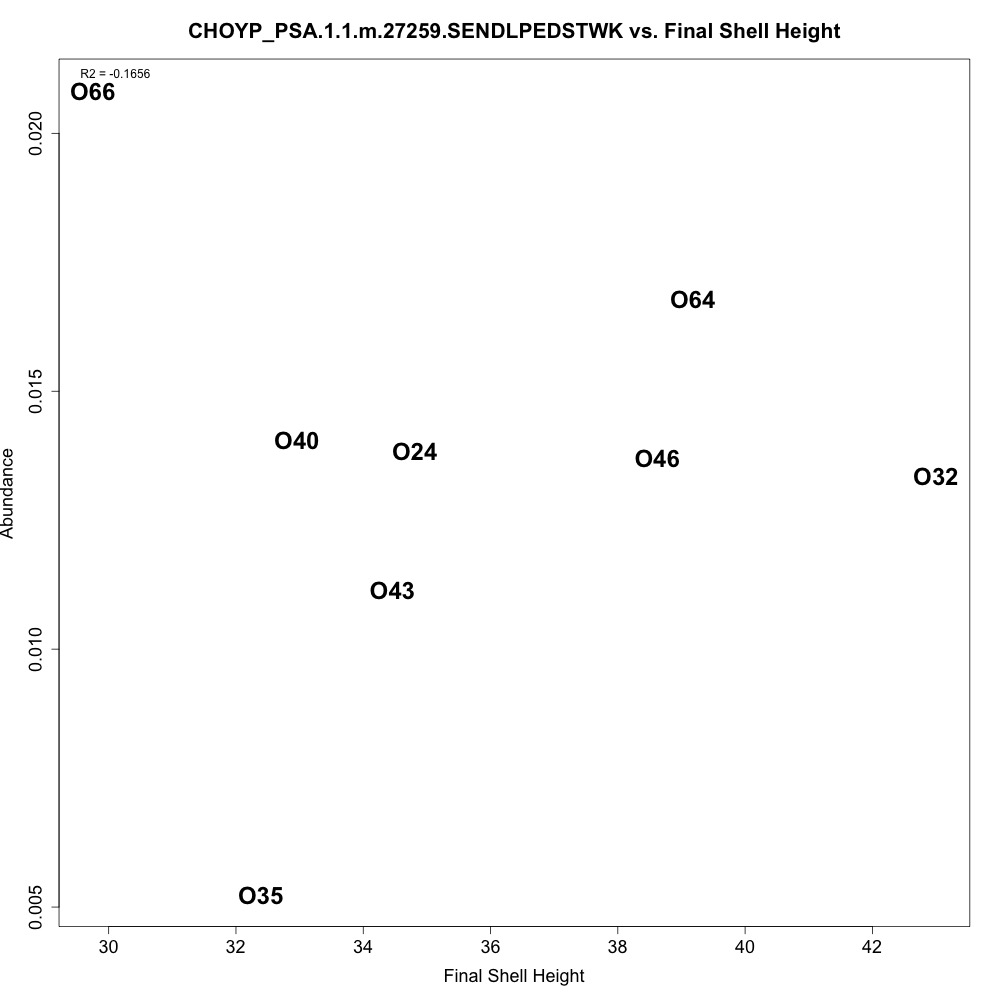 CHOYP_PSA.1.1.m.27259.SENDLPEDSTWK vs. Final Shell Height
R2 = -0.1656
O66
0.020
O64
0.015
O40
O24
O46
O32
Abundance
O43
0.010
O35
0.005
30 32 34 36 38 40 42
Final Shell Height